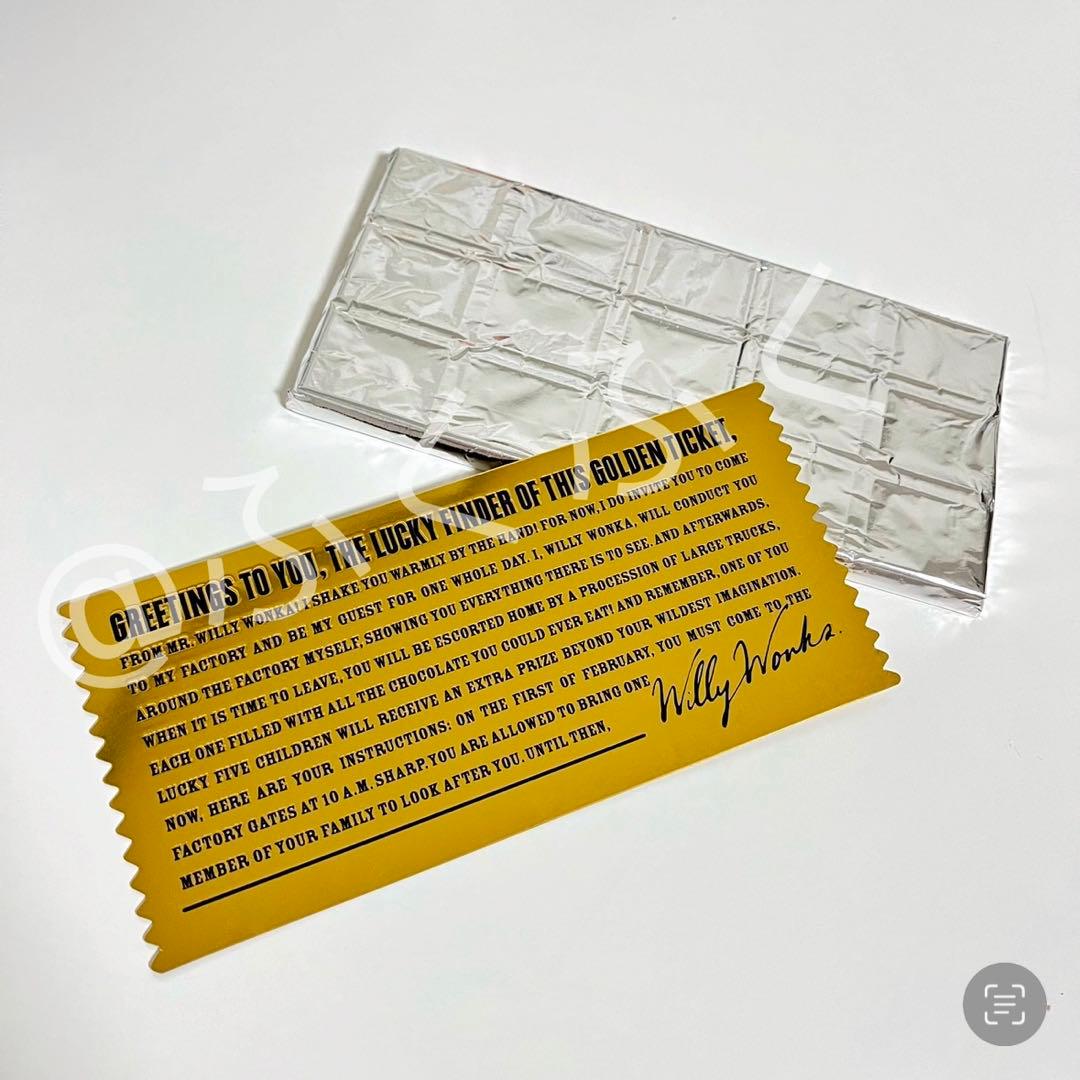 GREETINGS TO YOU, THE LUCKY FINDER OF THIS GOLDEN TICKET,
FROM MR. WILLY WONKA! I SHAKE YOU WARMLY BY THE HAND! FOR NOW, I DO INVITE YOU TO COME
TO MY FACTORY AND BE MY GUEST FOR ONE WHOLE DAY. I, WILLY WONKA, WILL CONDUCT YOU
AROUND THE FACTORY MYSELF, SHOWING YOU EVERYTHING THERE IS TO SEE. AND AFTERWARDS,
WHEN IT IS TIME TO LEAVE, YOU WILL BE ESCORTED HOME BY A PROCESSION OF LARGE TRUCKS,
EACH ONE FILLED WITH ALL THE CHOCOLATE YOU COULD EVER EAT! AND REMEMBER, ONE OF YOU
LUCKY FIVE CHILDREN WILL RECEIVE AN EXTRA PRIZE BEYOND YOUR WILDEST IMAGINATION.
NOW, HERE ARE YOUR INSTRUCTIONS: ON THE FIRST OF FEBRUARY, YOU MUST COME TO THE
FACTORY GATES AT 10 A.M. SHARP. YOU ARE ALLOWED TO BRING ONE
MEMBER OF YOUR FAMILY TO LOOK AFTER YOU. UNTIL THEN,
Willy Wonka.